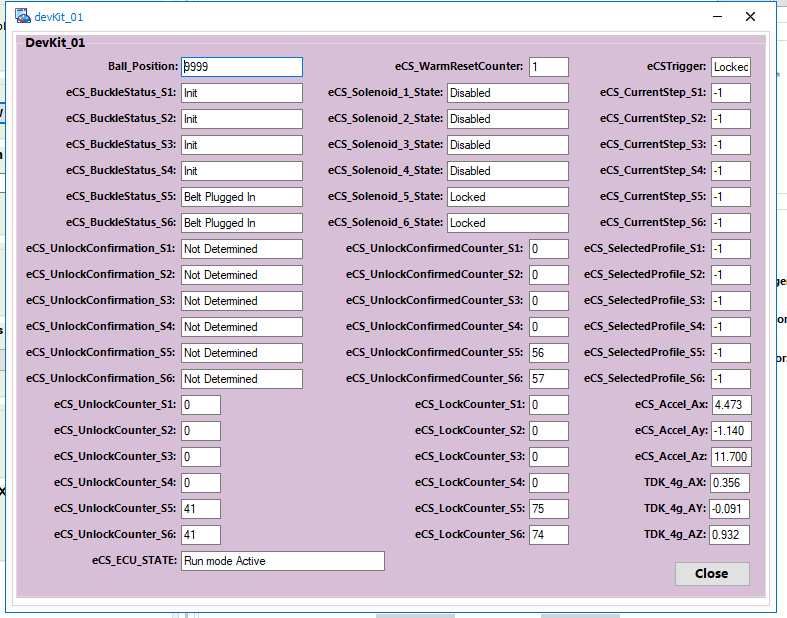 devKit_01
DevKit_01
Ball_Position: 9999 eCS_WarmResetCounter: 1 eCSTrigger: Locked
eCS_BuckleStatus_S1: Init eCS_Solenoid_1_State: Disabled eCS_CurrentStep_S1: -1
eCS_BuckleStatus_S2: Init eCS_Solenoid_2_State: Disabled eCS_CurrentStep_S2: -1
eCS_BuckleStatus_S3: Init eCS_Solenoid_3_State: Disabled eCS_CurrentStep_S3: -1
eCS_BuckleStatus_S4: Init eCS_Solenoid_4_State: Disabled eCS_CurrentStep_S4: -1
eCS_BuckleStatus_S5: Belt Plugged In eCS_Solenoid_5_State: Locked eCS_CurrentStep_S5: -1
eCS_BuckleStatus_S6: Belt Plugged In eCS_Solenoid_6_State: Locked eCS_CurrentStep_S6: -1
eCS_UnlockConfirmation_S1: Not Determined eCS_UnlockConfirmedCounter_S1: 0 eCS_SelectedProfile_S1: -1
eCS_UnlockConfirmation_S2: Not Determined eCS_UnlockConfirmedCounter_S2: 0 eCS_SelectedProfile_S2: -1
eCS_UnlockConfirmation_S3: Not Determined eCS_UnlockConfirmedCounter_S3: 0 eCS_SelectedProfile_S3: -1
eCS_UnlockConfirmation_S4: Not Determined eCS_UnlockConfirmedCounter_S4: 0 eCS_SelectedProfile_S4: -1
eCS_UnlockConfirmation_S5: Not Determined eCS_UnlockConfirmedCounter_S5: 56 eCS_SelectedProfile_S5: -1
eCS_UnlockConfirmation_S6: Not Determined eCS_UnlockConfirmedCounter_S6: 57 eCS_SelectedProfile_S6: -1
eCS_UnlockCounter_S1: 0 eCS_LockCounter_S1: 0 eCS_Accel_Ax: 4.473
eCS_UnlockCounter_S2: 0 eCS_LockCounter_S2: 0 eCS_Accel_Ay: -1.140
eCS_UnlockCounter_S3: 0 eCS_LockCounter_S3: 0 eCS_Accel_Az: 11.700
eCS_UnlockCounter_S4: 0 eCS_LockCounter_S4: 0 TDK_4g_AX: 0.356
eCS_UnlockCounter_S5: 41 eCS_LockCounter_S5: 75 TDK_4g_AY: -0.091
eCS_UnlockCounter_S6: 41 eCS_LockCounter_S6: 74 TDK_4g_AZ: 0.932
eCS_ECU_STATE: Run mode Active
Close